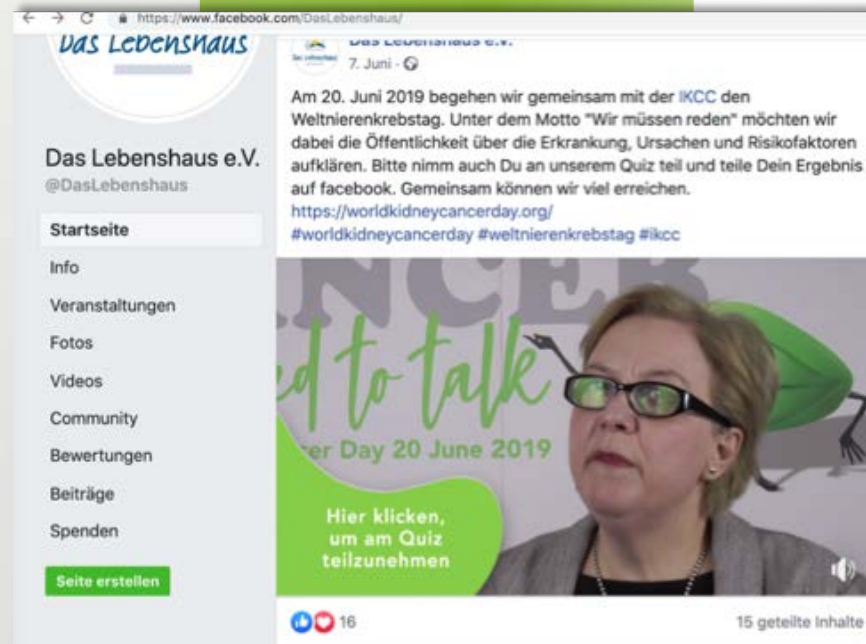 https://www.facebook.com/DasLebenshaus/
Das Lebenshaus
Das Lebenshaus e.V.
@DasLebenshaus
Startseite
Info
Veranstaltungen
Fotos
Videos
Community
Bewertungen
Beiträge
Spenden
Seite erstellen
Das Lebenshaus e.V.
7. Juni ·
Am 20. Juni 2019 begehen wir gemeinsam mit der IKCC den
Weltnierenkrebstag. Unter dem Motto "Wir müssen reden" möchten wir
dabei die Öffentlichkeit über die Erkrankung, Ursachen und Risikofaktoren
aufklären. Bitte nimm auch Du an unserem Quiz teil und teile Dein Ergebnis
auf facebook. Gemeinsam können wir viel erreichen.
https://worldkidneycancerday.org/
#worldkidneycancerday #weltnierenkrebstag #ikcc
NCER
ed to talk
cer Day 20 June 2019
Hier klicken,
um am Quiz
teilzunehmen
16
15 geteilte Inhalte